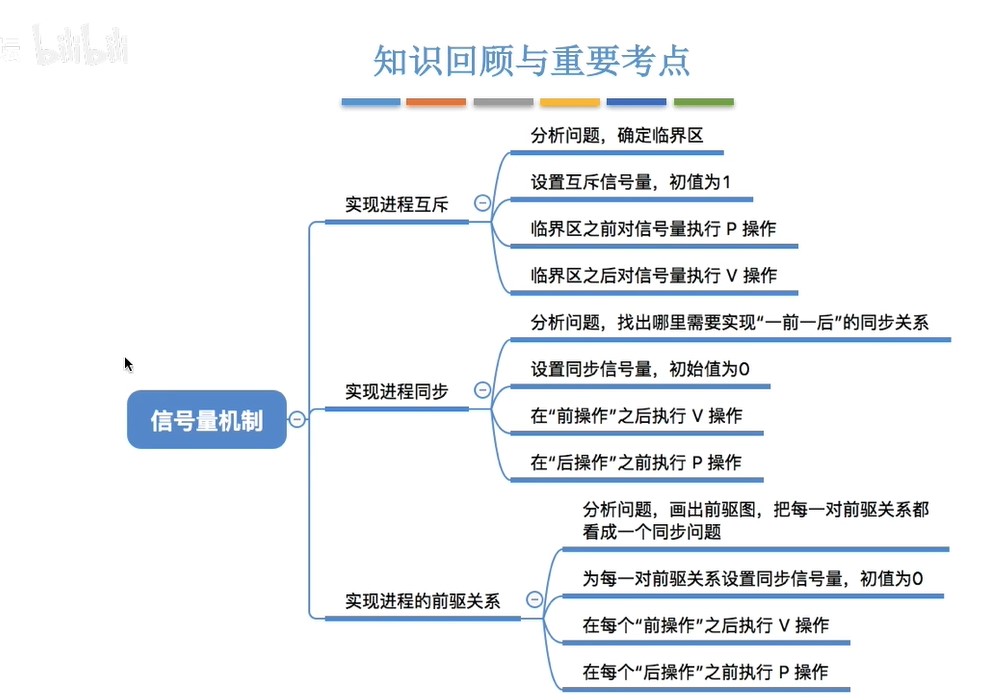 bilibili
知识回顾与重要考点
分析问题，确定临界区
设置互斥信号量，初值为1
实现进程互斥
临界区之前对信号量执行 P 操作
临界区之后对信号量执行 V 操作
分析问题，找出哪里需要实现“一前一后”的同步关系
设置同步信号量，初始值为0
实现进程同步
在“前操作”之后执行 V 操作
在“后操作”之前执行 P 操作
信号量机制
分析问题，画出前驱图，把每一对前驱关系都
看成一个同步问题
为每一对前驱关系设置同步信号量，初值为0
实现进程的前驱关系
在每个“前操作”之后执行 V 操作
在每个“后操作”之前执行 P 操作